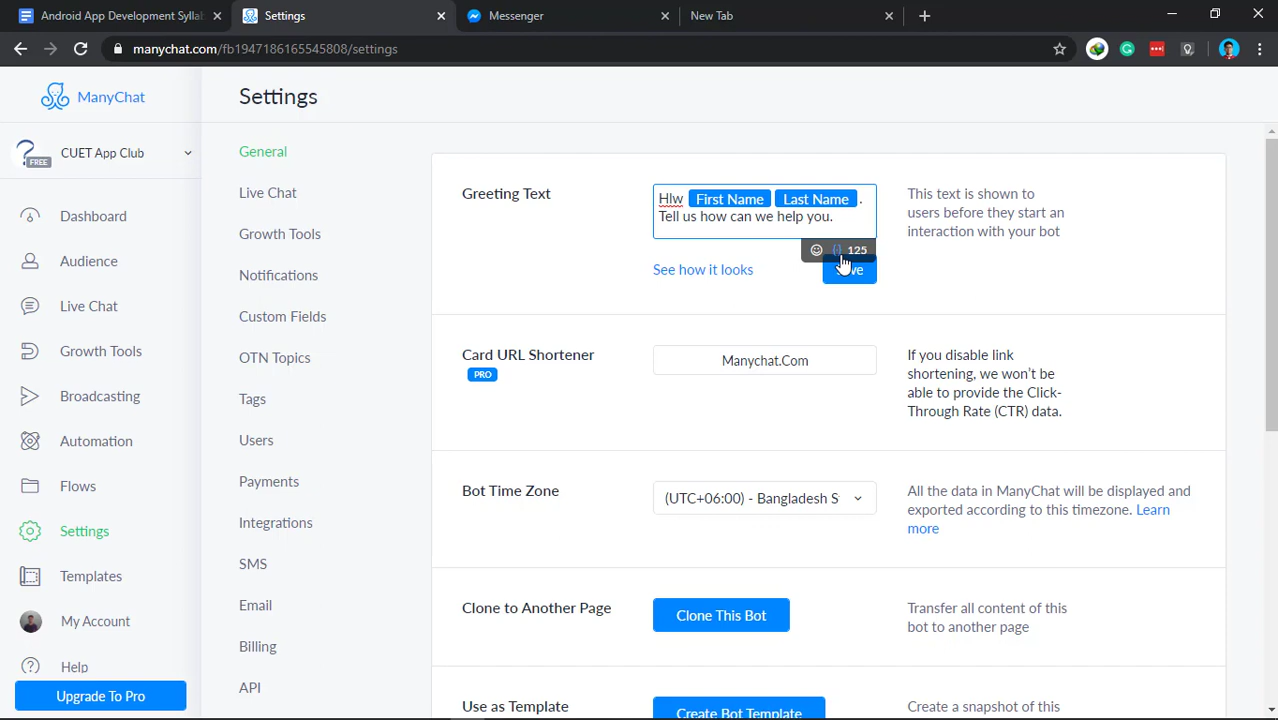 Android App Development Syllab
Settings
Messenger
New Tab
manychat.com/fb1947186165545808/settings
ManyChat
Settings
FREE
CUET App Club
Dashboard
Audience
Live Chat
Growth Tools
Broadcasting
Automation
Flows
Settings
Templates
My Account
Help
Upgrade To Pro
General
Live Chat
Growth Tools
Notifications
Custom Fields
OTN Topics
Tags
Users
Payments
Integrations
SMS
Email
Billing
API
Greeting Text
Hlw First Name Last Name .
Tell us how can we help you.
125
See how it looks
This text is shown to
users before they start an
interaction with your bot
Card URL Shortener
PRO
Manychat.Com
If you disable link
shortening, we won't be
able to provide the Click-
Through Rate (CTR) data.
Bot Time Zone
(UTC+06:00) - Bangladesh S
All the data in ManyChat will be displayed and
exported according to this timezone. Learn
more
Clone to Another Page
Clone This Bot
Transfer all content of this
bot to another page
Use as Template
Create Bot Template
Create a snapshot of this